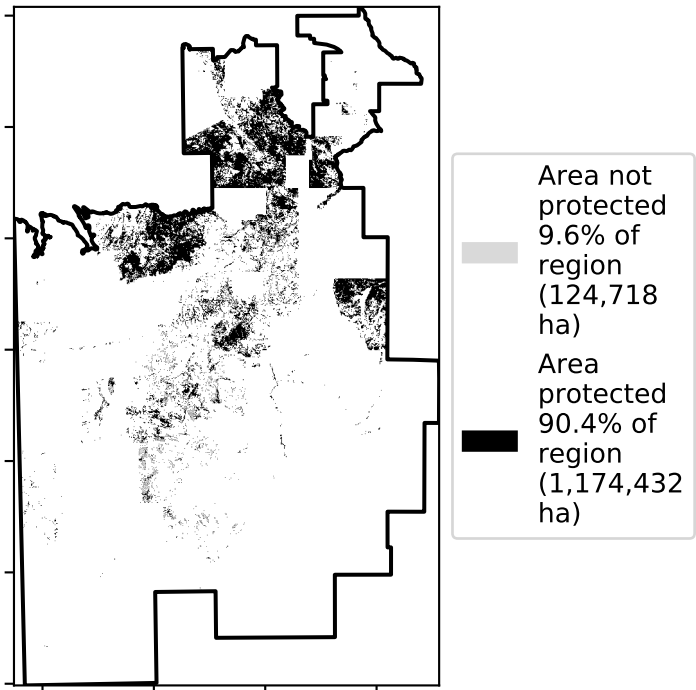 Area not
protected
9.6% of
region
(124,718
ha)
Area
protected
90.4% of
region
(1,174,432
ha)